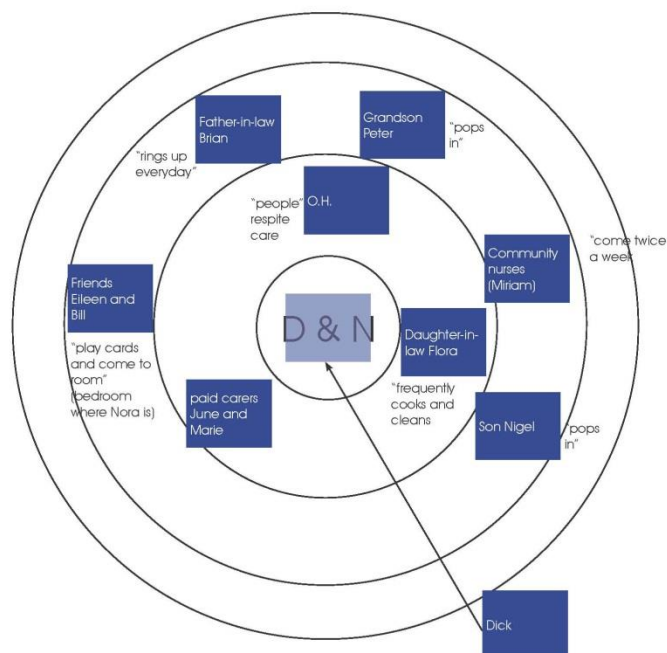 Father-in-law
Brian
"rings up
everyday"
Grandson
Peter
"pops
in"
"people"
respite
care
O.H.
Community
nurses
(Miriam)
"come twice
a week
Friends
Eileen and
Bill
"play cards
and come to
room"
(bedroom
where Nora is)
D & N
Daughter-in-
law Flora
"frequently
cooks and
cleans
paid carers
June and
Marie
Son Nigel
"pops
in"
Dick